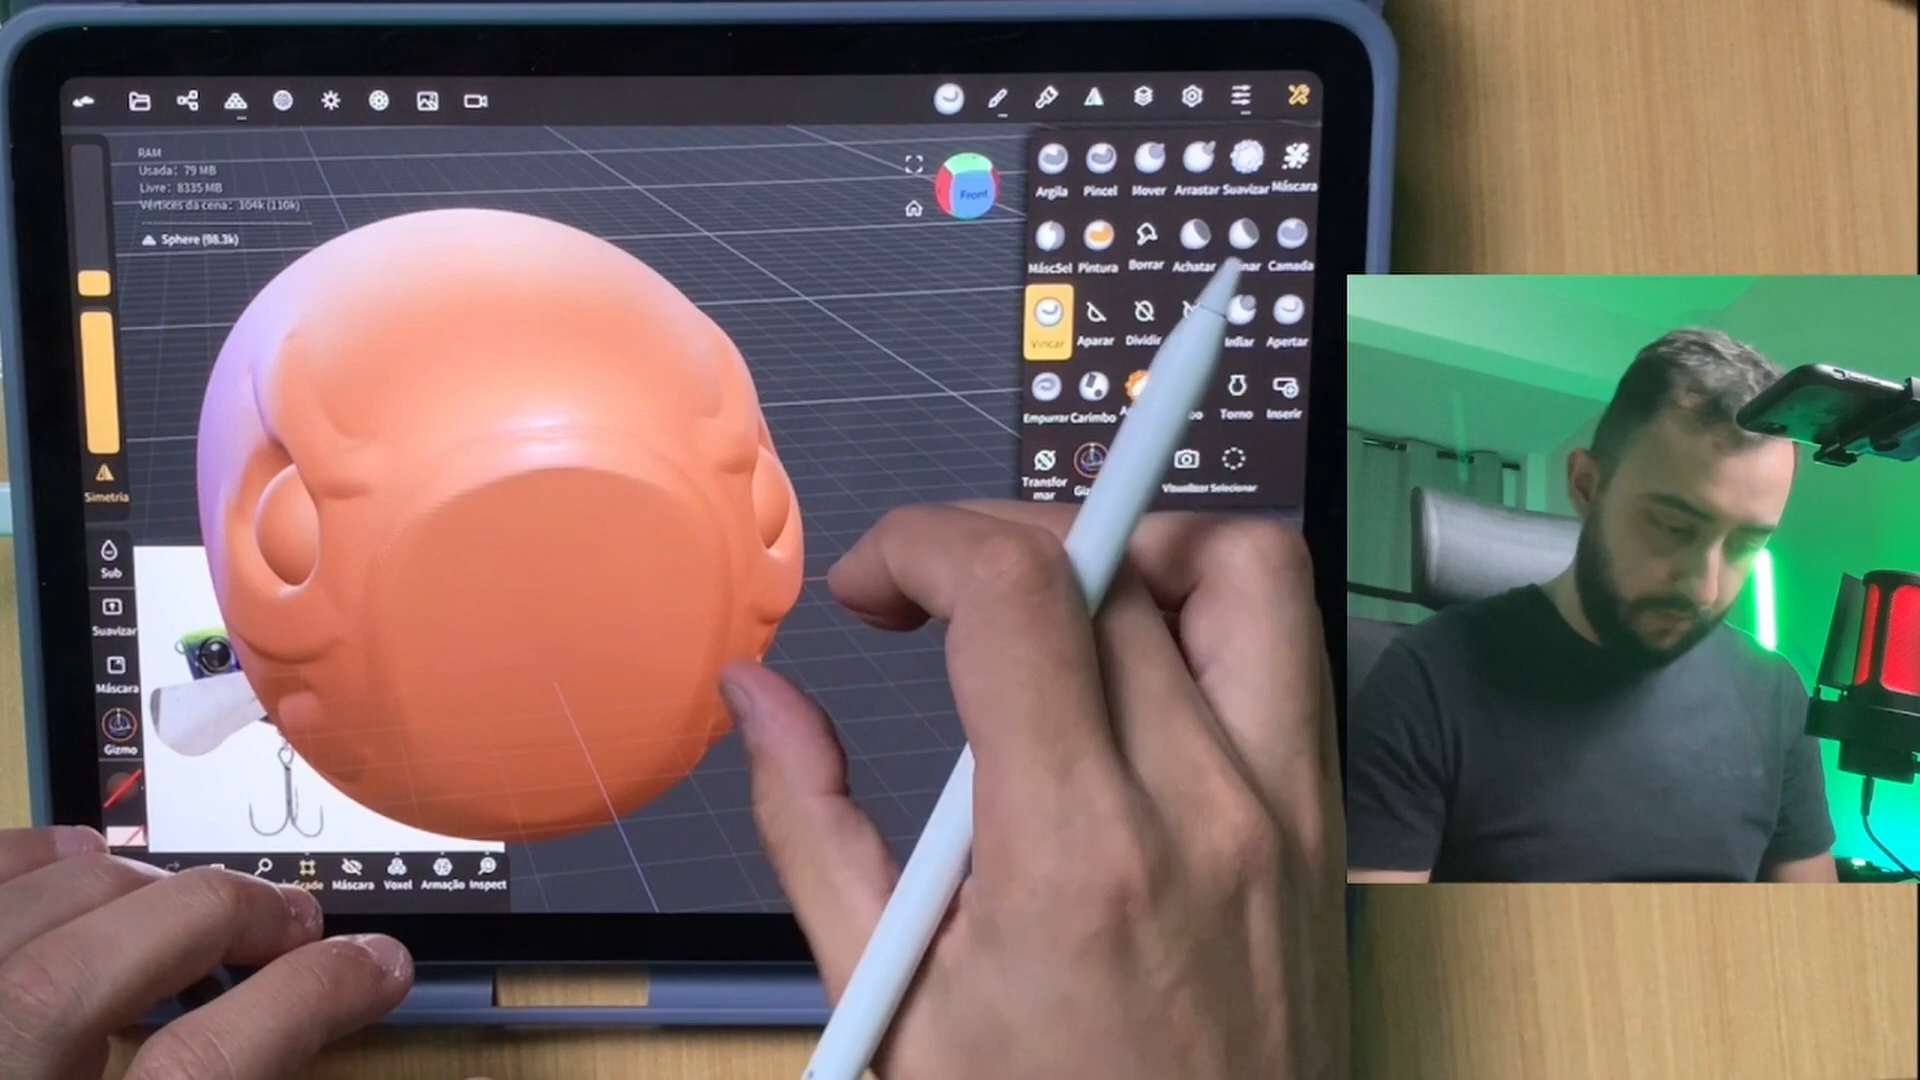 RAM
Usada: 79 MB
Livre: 8335 MB
Vértices da cena: 104k (110k)
Sphere (98.3k)
Front
Argila Pincel Mover Arrastar Suavizar Máscara
MáscSel Pintura Borrar Achatar Camada
Vincar Aparar Dividir Inflar Apertar
Empurrar Carimbo Torno Inserir
Transfor
mar
Visualizar Selecionar
Simetria
Sub
Suavizar
Máscara
Gizmo
Máscara Voxel Armação Inspect